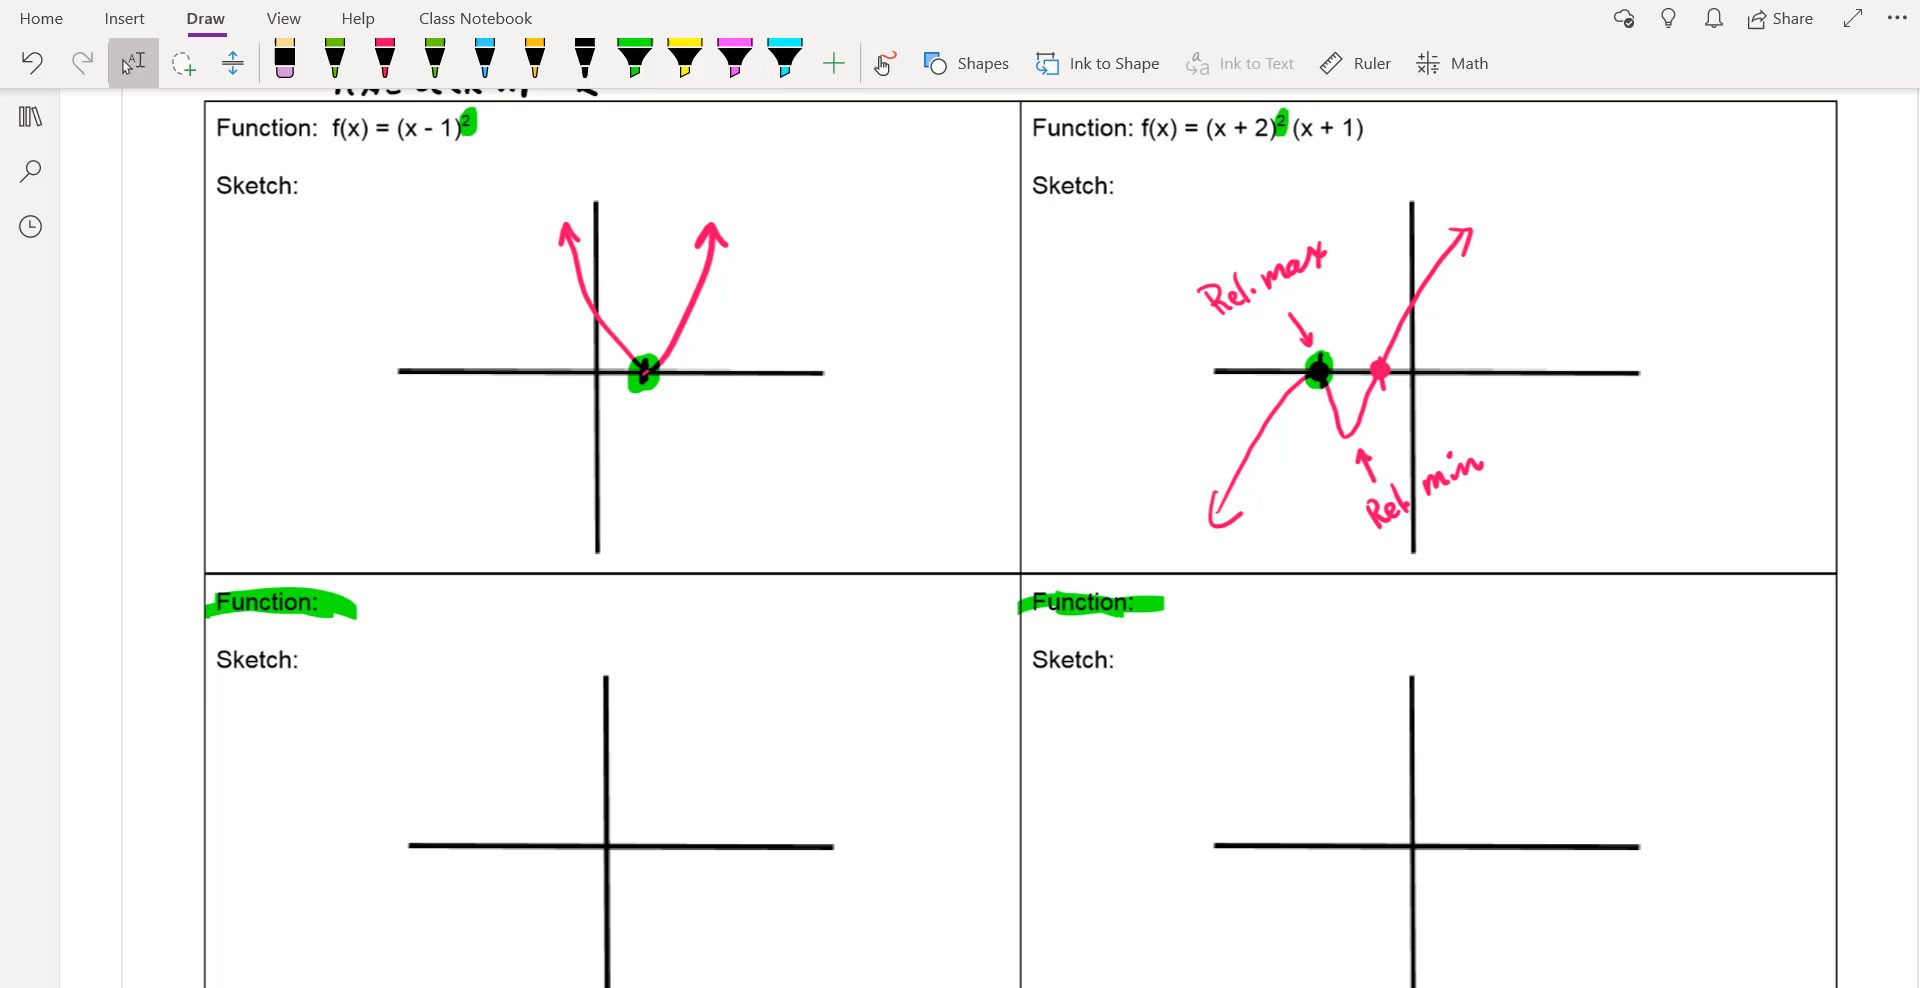 Home Insert Draw View Help Class Notebook Share
Shapes Ink to Shape Ink to Text Ruler Math
Function: f(x) = (x - 1)²
Sketch:
Function: f(x) = (x + 2)² (x + 1)
Sketch:
Rel. max
Rel. min
Function:
Sketch:
Function:
Sketch: